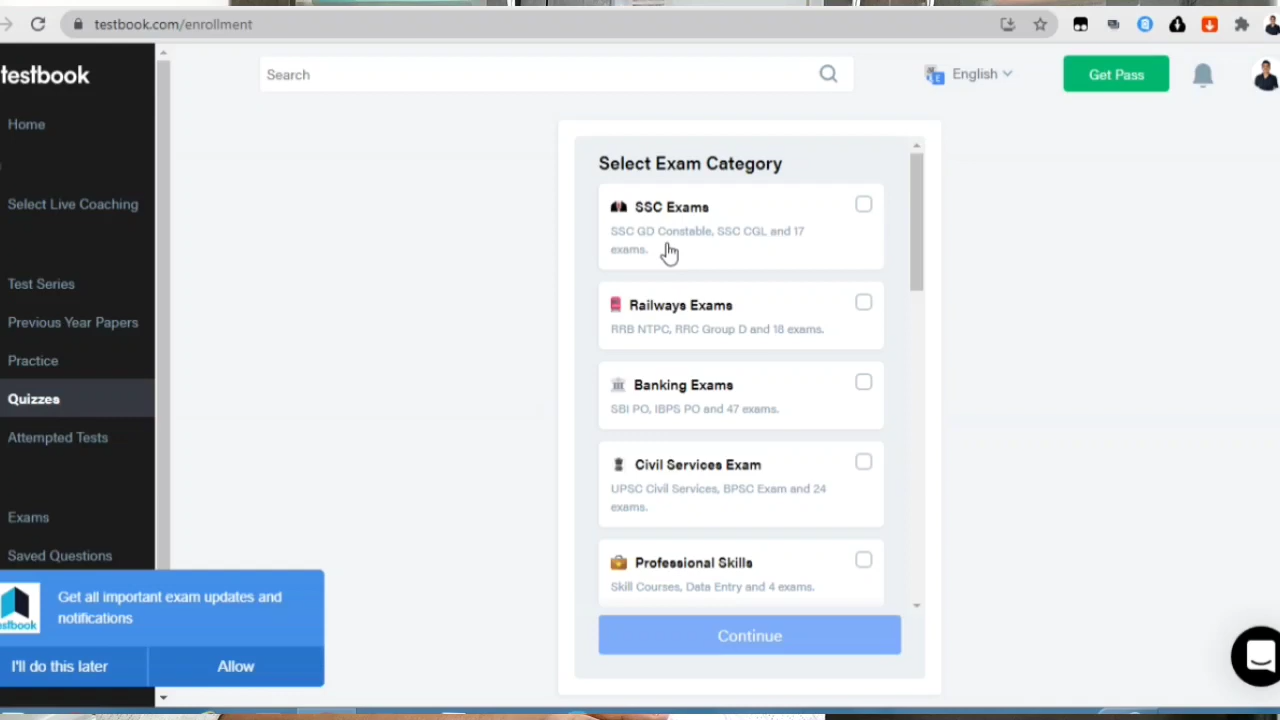 testbook.com/enrollment
testbook
Search
English
Get Pass
Home
Select Live Coaching
Test Series
Previous Year Papers
Practice
Quizzes
Attempted Tests
Exams
Saved Questions
Select Exam Category
SSC Exams
SSC GD Constable, SSC CGL and 17
exams.
Railways Exams
RRB NTPC, RRC Group D and 18 exams.
Banking Exams
SBI PO, IBPS PO and 47 exams.
Civil Services Exam
UPSC Civil Services, BPSC Exam and 24
exams.
Professional Skills
Skill Courses, Data Entry and 4 exams.
Continue
Get all important exam updates and
notifications
estbook
I'll do this later
Allow